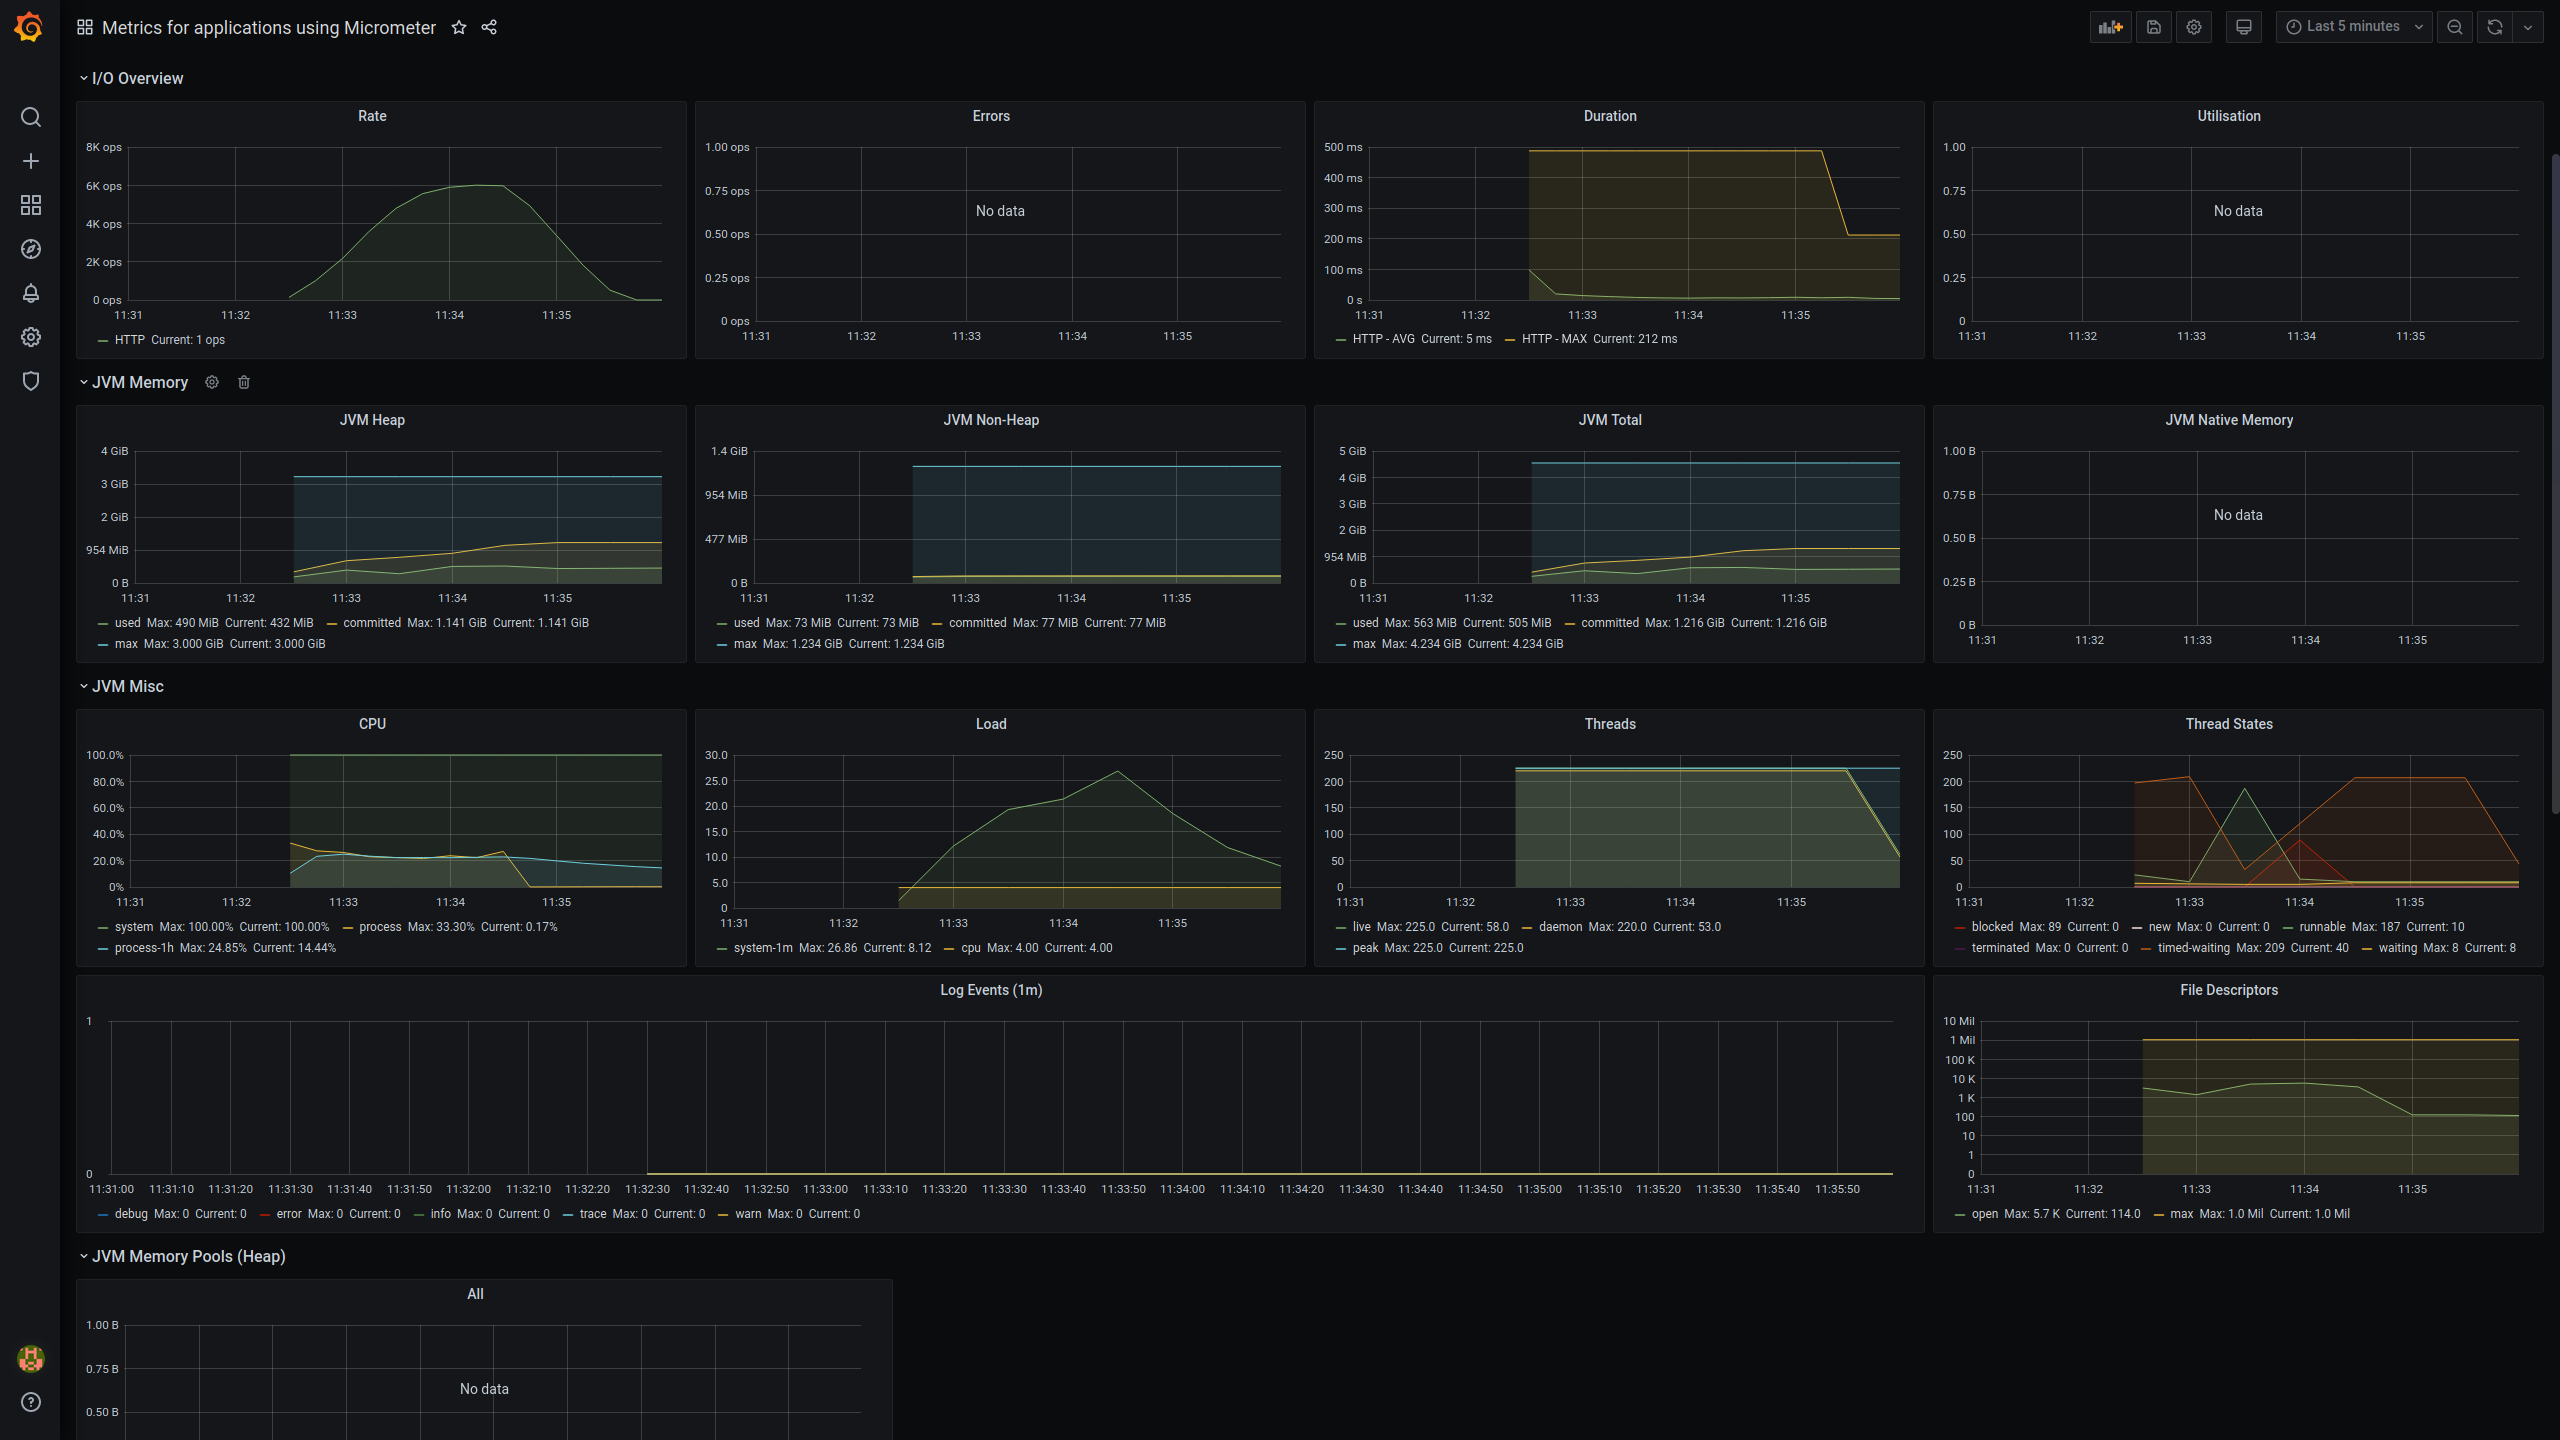 Metrics for applications using Micrometer
Last 5 minutes
I/O Overview
Rate
8K ops
6K ops
4K ops
2K ops
0 ops
11:31 11:32 11:33 11:34 11:35
HTTP Current: 1 ops
Errors
1.00 ops
0.75 ops
0.50 ops
0.25 ops
0 ops
No data
11:31 11:32 11:33 11:34 11:35
Duration
500 ms
400 ms
300 ms
200 ms
100 ms
0 s
11:31 11:32 11:33 11:34 11:35
HTTP - AVG Current: 5 ms HTTP - MAX Current: 212 ms
Utilisation
1.00
0.75
0.50
0.25
0
No data
11:31 11:32 11:33 11:34 11:35
JVM Memory
JVM Heap
4 GiB
3 GiB
2 GiB
954 MiB
0 B
11:31 11:32 11:33 11:34 11:35
used Max: 490 MiB Current: 432 MiB committed Max: 1.141 GiB Current: 1.141 GiB
max Max: 3.000 GiB Current: 3.000 GiB
JVM Non-Heap
1.4 GiB
954 MiB
477 MiB
0 B
11:31 11:32 11:33 11:34 11:35
used Max: 73 MiB Current: 73 MiB committed Max: 77 MiB Current: 77 MiB
max Max: 1.234 GiB Current: 1.234 GiB
JVM Total
5 GiB
4 GiB
3 GiB
2 GiB
954 MiB
0 B
11:31 11:32 11:33 11:34 11:35
used Max: 563 MiB Current: 505 MiB committed Max: 1.216 GiB Current: 1.216 GiB
max Max: 4.234 GiB Current: 4.234 GiB
JVM Native Memory
1.00 B
0.75 B
0.50 B
0.25 B
0 B
No data
11:31 11:32 11:33 11:34 11:35
JVM Misc
CPU
100.0%
80.0%
60.0%
40.0%
20.0%
0%
11:31 11:32 11:33 11:34 11:35
system Max: 100.00% Current: 100.00% process Max: 33.30% Current: 0.17%
process-1h Max: 24.85% Current: 14.44%
Load
30.0
25.0
20.0
15.0
10.0
5.0
0
11:31 11:32 11:33 11:34 11:35
system-1m Max: 26.86 Current: 8.12 cpu Max: 4.00 Current: 4.00
Threads
250
200
150
100
50
0
11:31 11:32 11:33 11:34 11:35
live Max: 225.0 Current: 58.0 daemon Max: 220.0 Current: 53.0
peak Max: 225.0 Current: 225.0
Thread States
250
200
150
100
50
0
11:31 11:32 11:33 11:34 11:35
blocked Max: 89 Current: 0 new Max: 0 Current: 0 runnable Max: 187 Current: 10
terminated Max: 0 Current: 0 timed-waiting Max: 209 Current: 40 waiting Max: 8 Current: 8
Log Events (1m)
1
0
11:31:00 11:31:10 11:31:20 11:31:30 11:31:40 11:31:50 11:32:00 11:32:10 11:32:20 11:32:30 11:32:40 11:32:50 11:33:00 11:33:10 11:33:20 11:33:30 11:33:40 11:33:50 11:34:00 11:34:10 11:34:20 11:34:30 11:34:40 11:34:50 11:35:00 11:35:10 11:35:20 11:35:30 11:35:40 11:35:50
debug Max: 0 Current: 0 error Max: 0 Current: 0 info Max: 0 Current: 0 trace Max: 0 Current: 0 warn Max: 0 Current: 0
File Descriptors
10 Mil
1 Mil
100 K
10 K
1 K
100
10
1
0
11:31 11:32 11:33 11:34 11:35
open Max: 5.7 K Current: 114.0 max Max: 1.0 Mil Current: 1.0 Mil
JVM Memory Pools (Heap)
All
1.00 B
0.75 B
0.50 B
No data